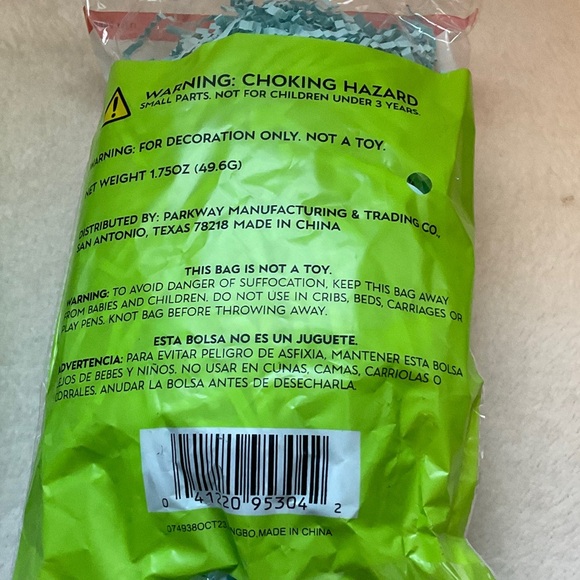 WARNING: CHOKING HAZARD
SMALL PARTS. NOT FOR CHILDREN UNDER 3 YEARS.
WARNING: FOR DECORATION ONLY. NOT A TOY.
NET WEIGHT 1.75OZ (49.6G)
DISTRIBUTED BY: PARKWAY MANUFACTURING & TRADING CO.,
SAN ANTONIO, TEXAS 78218 MADE IN CHINA
THIS BAG IS NOT A TOY.
WARNING: TO AVOID DANGER OF SUFFOCATION, KEEP THIS BAG AWAY
FROM BABIES AND CHILDREN. DO NOT USE IN CRIBS, BEDS, CARRIAGES OR
PLAY PENS. KNOT BAG BEFORE THROWING AWAY.
ESTA BOLSA NO ES UN JUGUETE.
ADVERTENCIA: PARA EVITAR PELIGRO DE ASFIXIA, MANTENER ESTA BOLSA
LEJOS DE BEBES Y NIÑOS. NO USAR EN CUNAS, CAMAS, CARRIOLAS O
CORRALES. ANUDAR LA BOLSA ANTES DE DESECHARLA.
0 95304 2
MADE IN CHINA